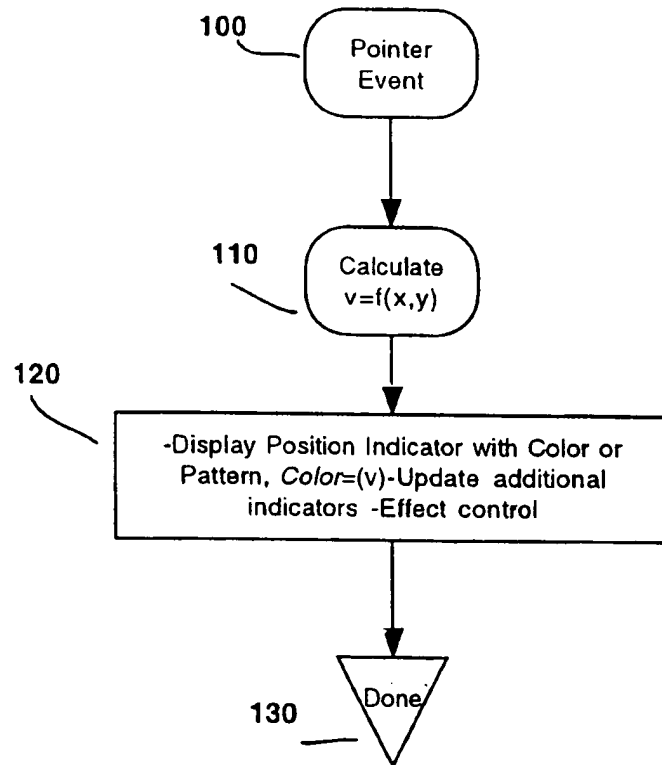 100
Pointer
Event
110
Calculate
v=f(x,y)
120
-Display Position Indicator with Color or
Pattern, Color=(v)-Update additional
indicators -Effect control
Done
130